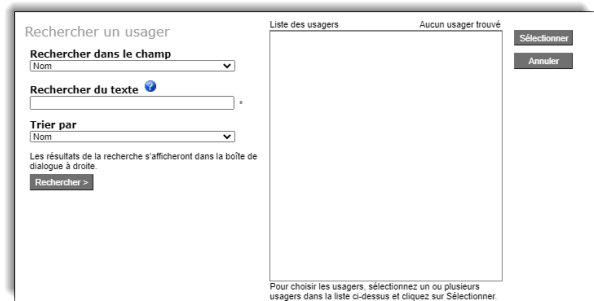 Rechercher un usager
Rechercher dans le champ
Nom
Rechercher du texte ?
*
Trier par
Nom
Les résultats de la recherche s'afficheront dans la boîte de
dialogue à droite.
Rechercher >
Liste des usagers Aucun usager trouvé
Pour choisir les usagers, sélectionnez un ou plusieurs
usagers dans la liste ci-dessus et cliquez sur Sélectionner.
Sélectionner
Annuler